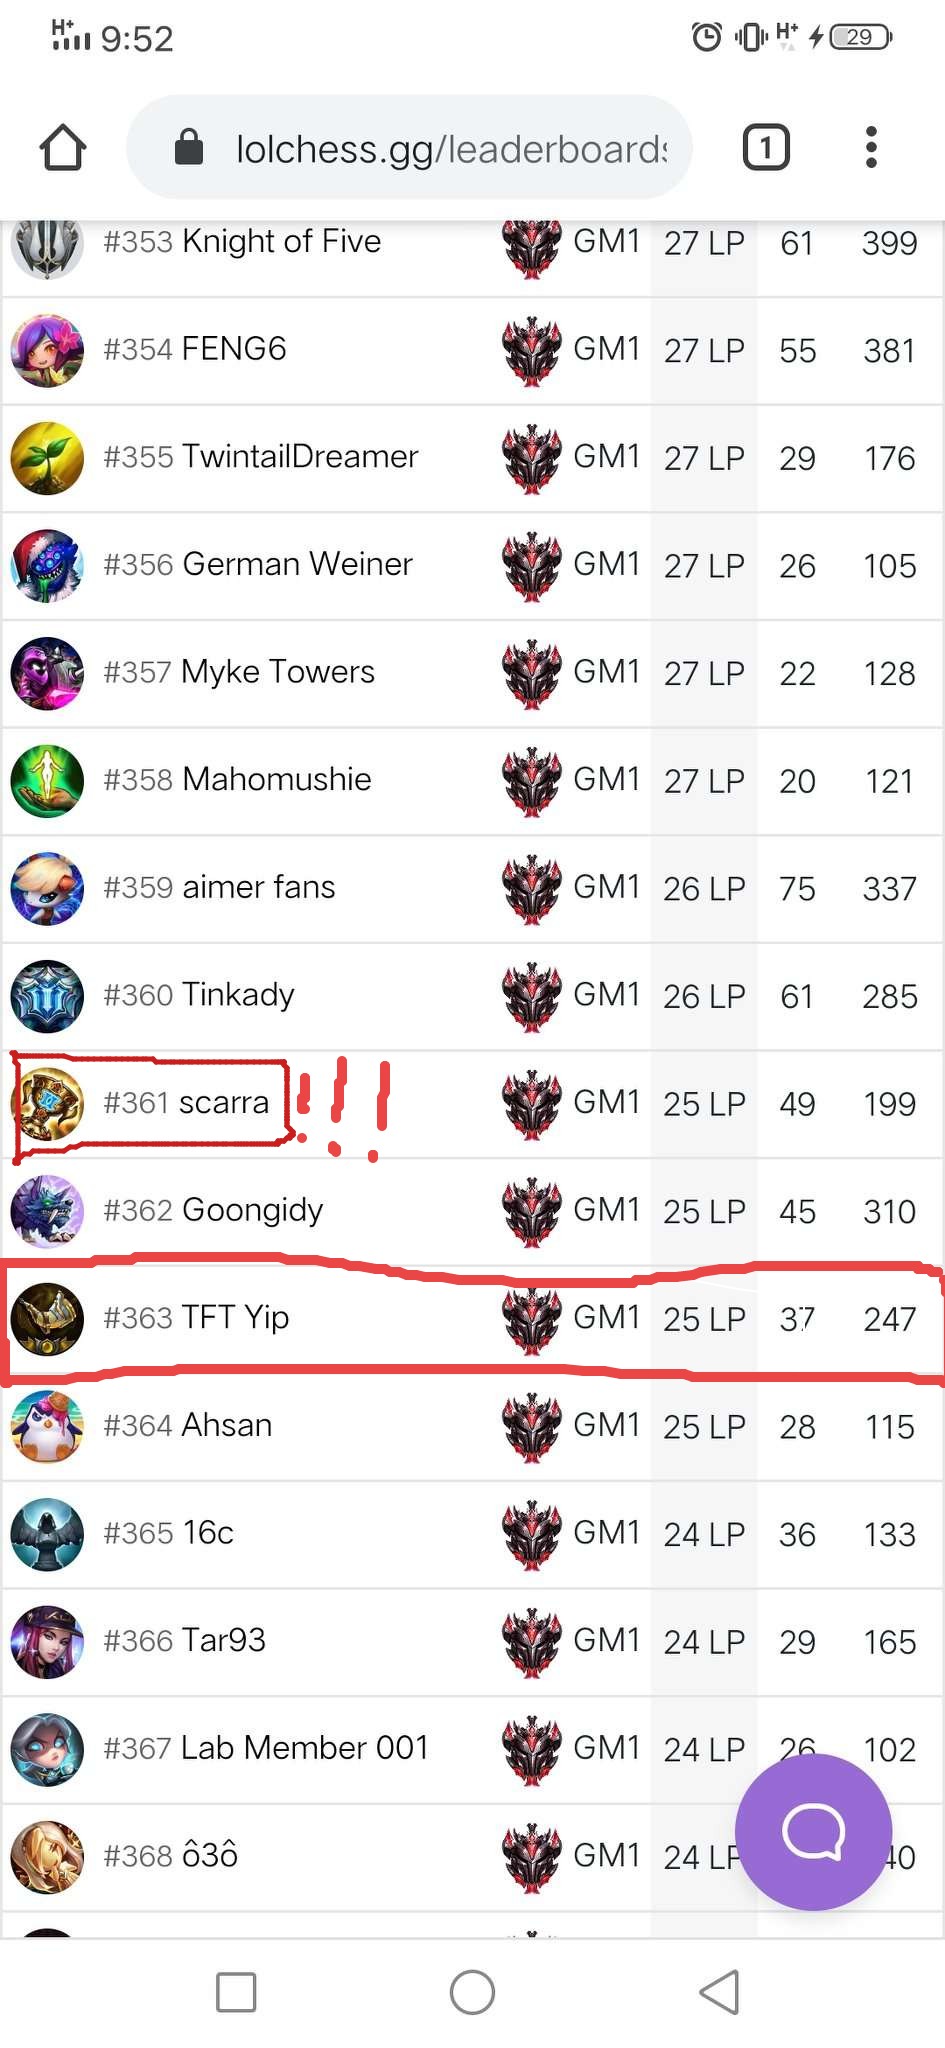 H+ 9:52 H+ 29
lolchess.gg/leaderboards
1
#353 Knight of Five GM1 27 LP 61 399
#354 FENG6 GM1 27 LP 55 381
#355 TwintailDreamer GM1 27 LP 29 176
#356 German Weiner GM1 27 LP 26 105
#357 Myke Towers GM1 27 LP 22 128
#358 Mahomushie GM1 27 LP 20 121
#359 aimer fans GM1 26 LP 75 337
#360 Tinkady GM1 26 LP 61 285
#361 scarra !!! GM1 25 LP 49 199
#362 Goongidy GM1 25 LP 45 310
#363 TFT Yip GM1 25 LP 37 247
#364 Ahsan GM1 25 LP 28 115
#365 16c GM1 24 LP 36 133
#366 Tar93 GM1 24 LP 29 165
#367 Lab Member 001 GM1 24 LP 26 102
#368 ô3ô GM1 24 LP